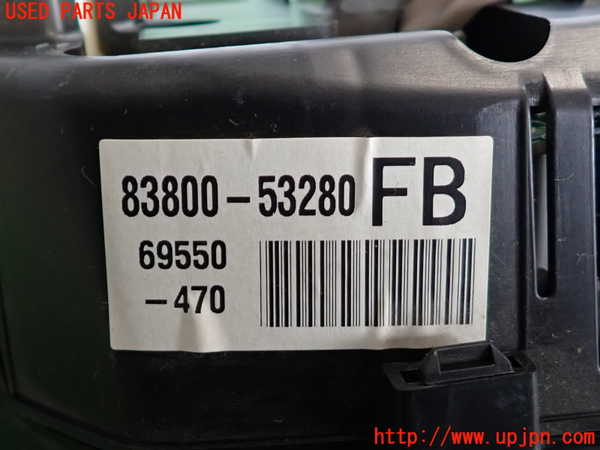 USED PARTS JAPAN
83800-53280 FB
69550
-470
http://www.upjpn.com/